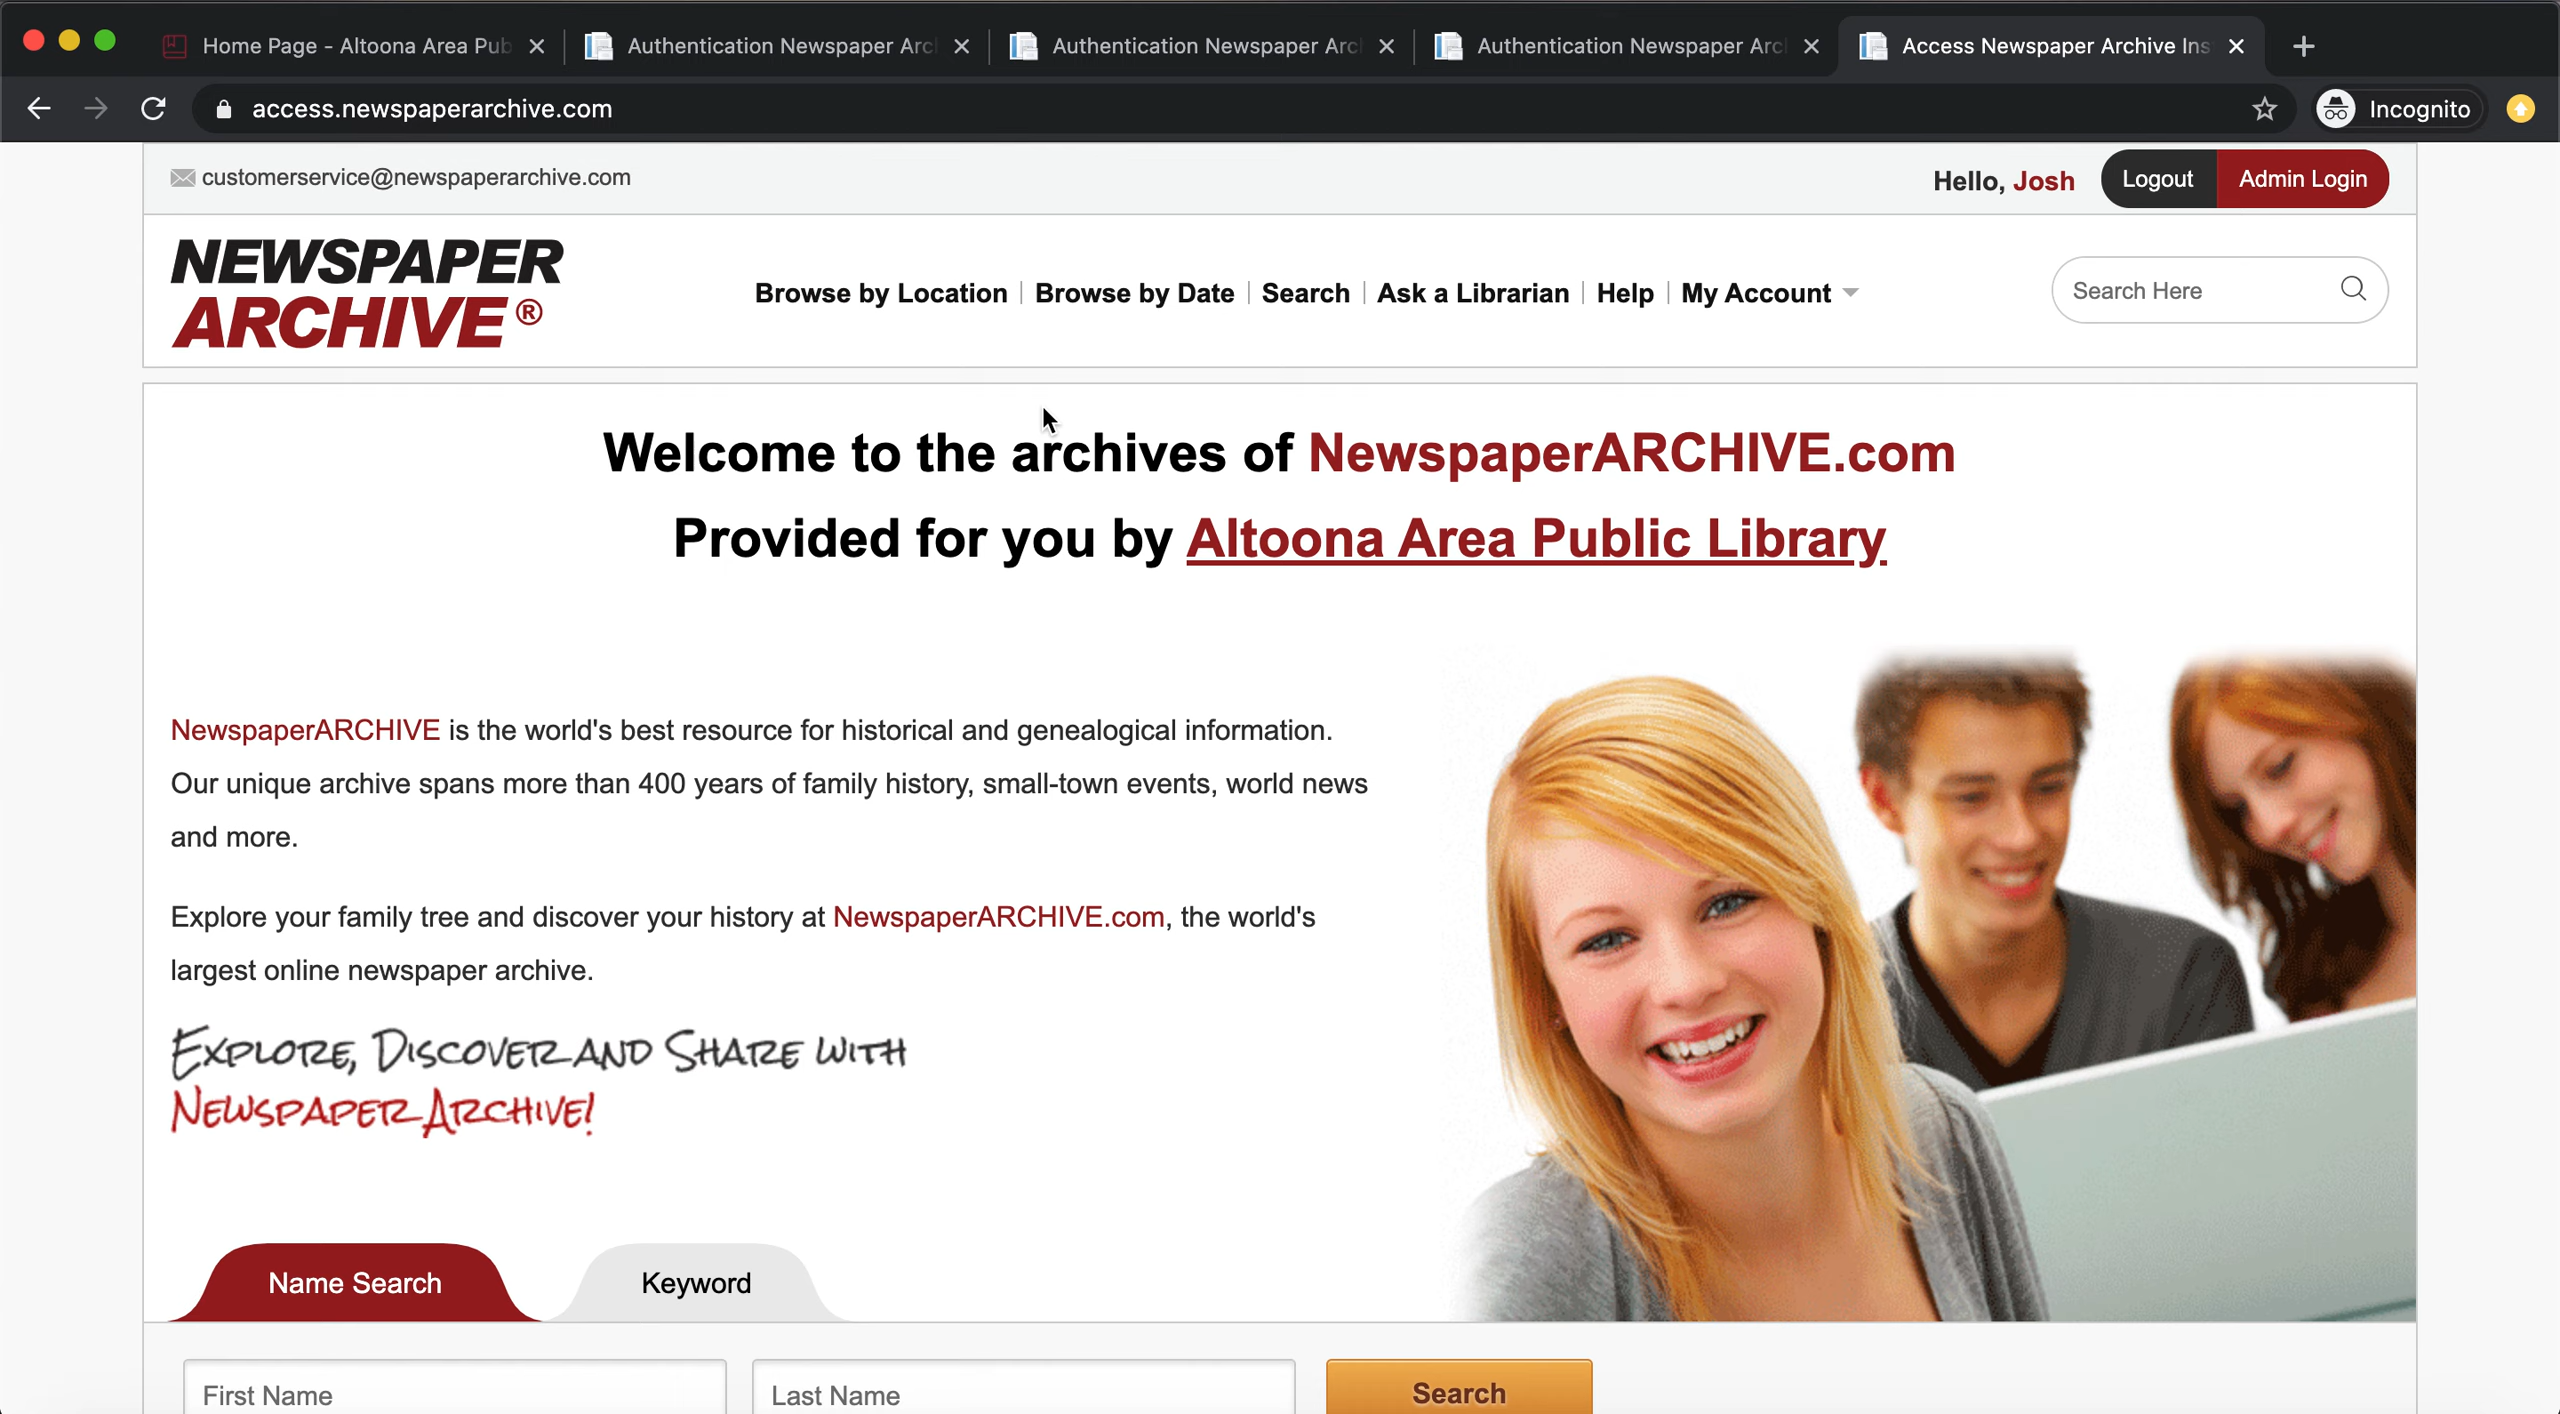 Home Page - Altoona Area Pub
Authentication Newspaper Arc
Authentication Newspaper Arc
Authentication Newspaper Arc
Access Newspaper Archive Ins
access.newspaperarchive.com
Incognito
customerservice@newspaperarchive.com
Hello, Josh
Logout
Admin Login
NEWSPAPER
ARCHIVE®
Browse by Location
Browse by Date
Search
Ask a Librarian
Help
My Account
Search Here
Welcome to the archives of NewspaperARCHIVE.com
Provided for you by Altoona Area Public Library
NewspaperARCHIVE is the world's best resource for historical and genealogical information.
Our unique archive spans more than 400 years of family history, small-town events, world news
and more.
Explore your family tree and discover your history at NewspaperARCHIVE.com, the world's
largest online newspaper archive.
Explore, Discover and Share with
NewspaperArchive!
Name Search
Keyword
First Name
Last Name
Search